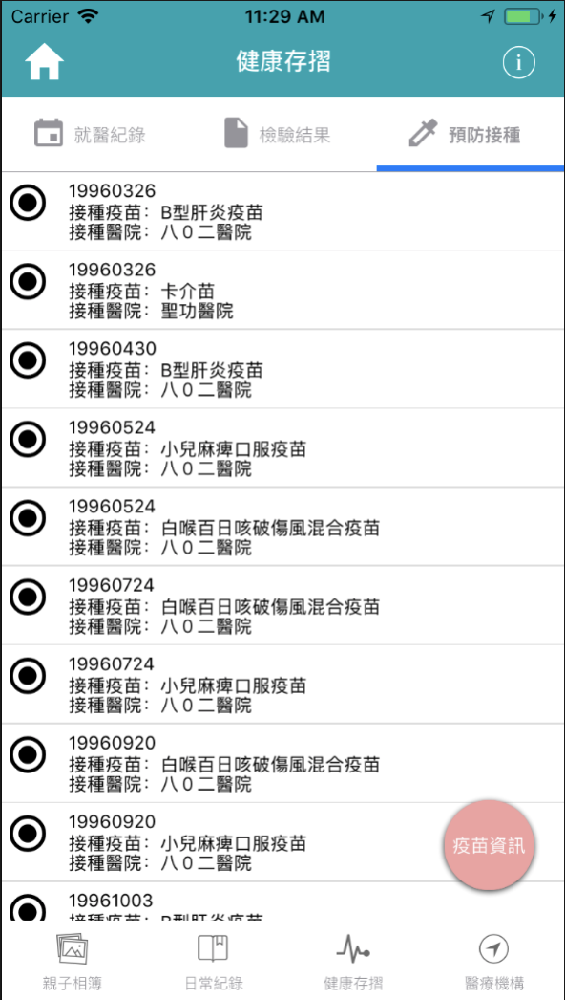 Carrier 11:29 AM
健康存摺
就醫紀錄 檢驗結果 預防接種
19960326
接種疫苗：B型肝炎疫苗
接種醫院：八０二醫院
19960326
接種疫苗：卡介苗
接種醫院：聖功醫院
19960430
接種疫苗：B型肝炎疫苗
接種醫院：八０二醫院
19960524
接種疫苗：小兒麻痺口服疫苗
接種醫院：八０二醫院
19960524
接種疫苗：白喉百日咳破傷風混合疫苗
接種醫院：八０二醫院
19960724
接種疫苗：白喉百日咳破傷風混合疫苗
接種醫院：八０二醫院
19960724
接種疫苗：小兒麻痺口服疫苗
接種醫院：八０二醫院
19960920
接種疫苗：白喉百日咳破傷風混合疫苗
接種醫院：八０二醫院
19960920
接種疫苗：小兒麻痺口服疫苗
接種醫院：八０二醫院
疫苗資訊
19961003
接種疫苗：B型肝炎疫苗
親子相簿 日常紀錄 健康存摺 醫療機構